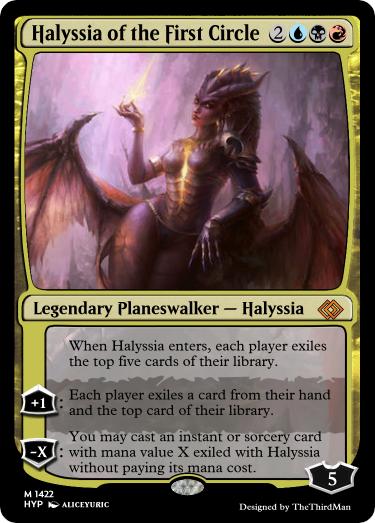 Halyssia of the First Circle 2
Legendary Planeswalker — Halyssia
When Halyssia enters, each player exiles
the top five cards of their library.
+1: Each player exiles a card from their hand
and the top card of their library.
-X: You may cast an instant or sorcery card
with mana value X exiled with Halyssia
without paying its mana cost.
5
M 1422
HYP ALICEYURIC
Designed by TheThirdMan